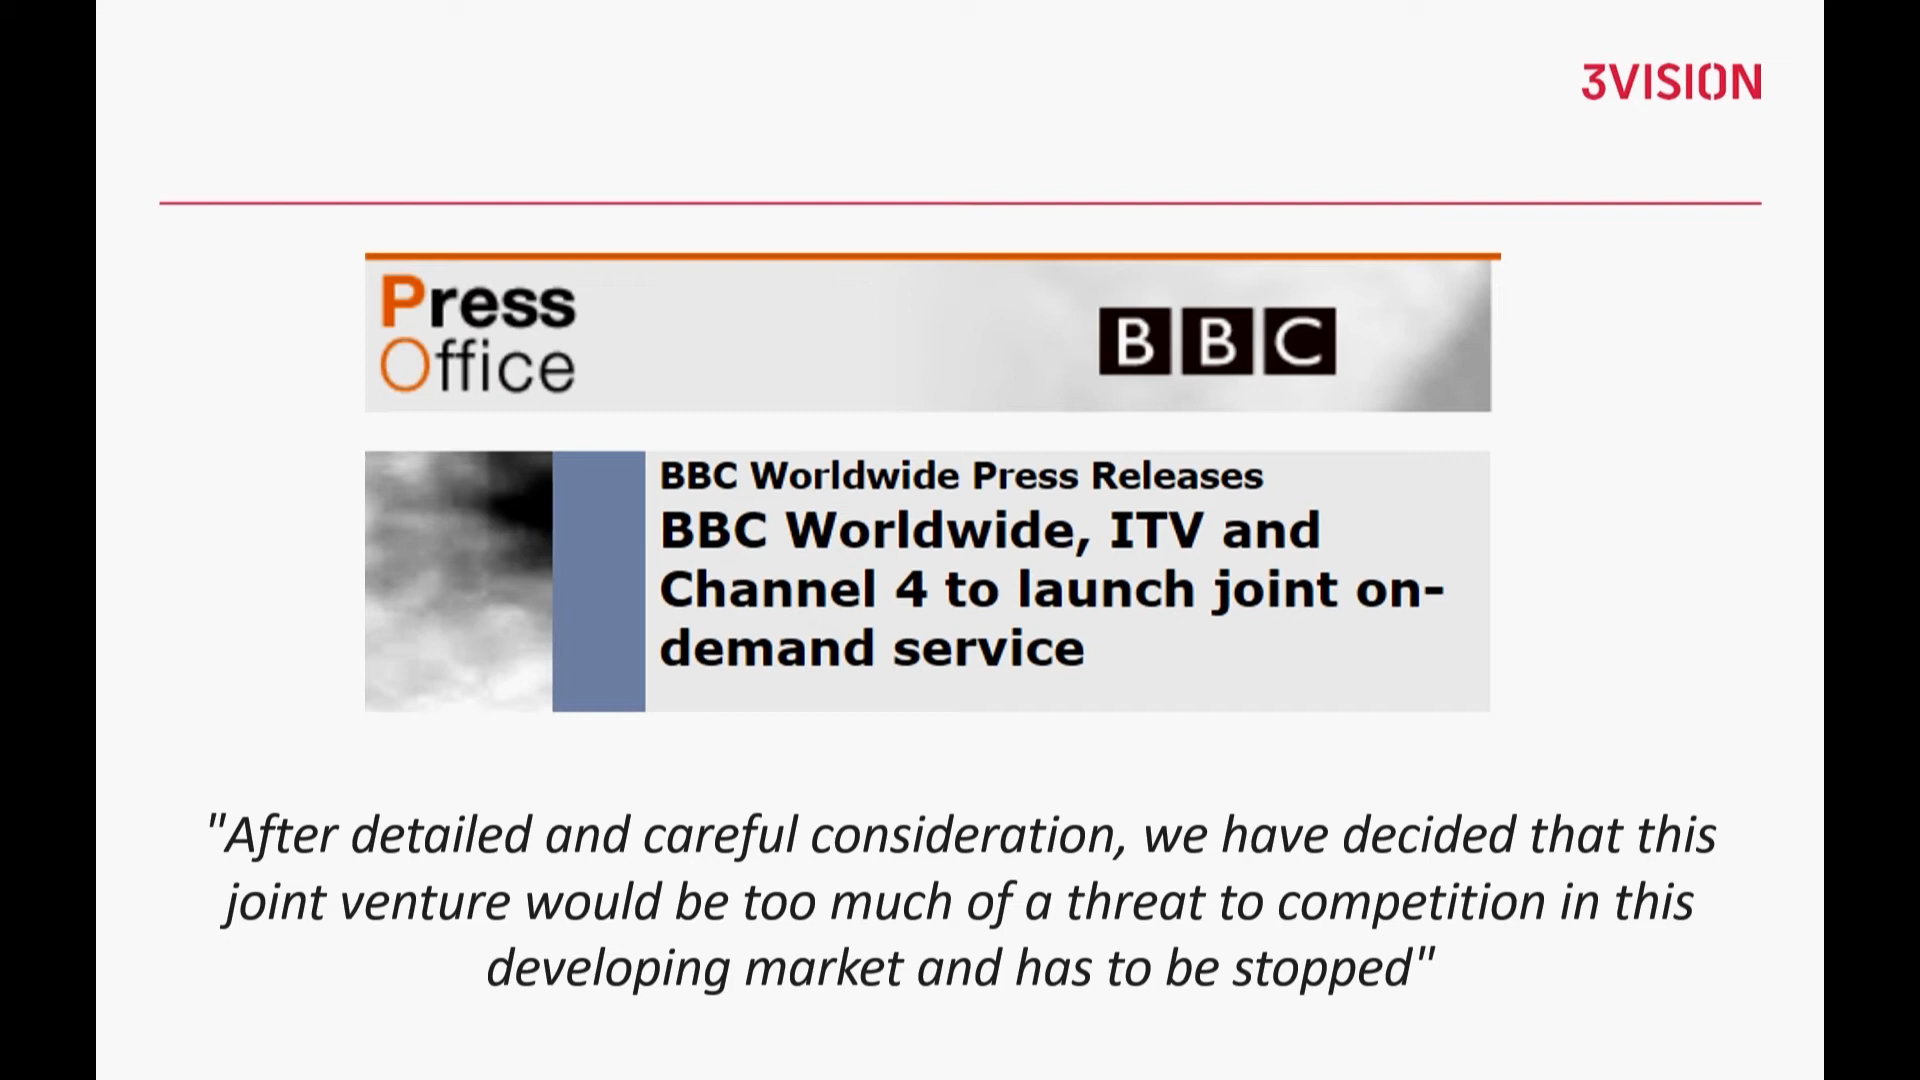 3VISION
Press
Office
BBC
BBC Worldwide Press Releases
BBC Worldwide, ITV and
Channel 4 to launch joint on-
demand service
"After detailed and careful consideration, we have decided that this
joint venture would be too much of a threat to competition in this
developing market and has to be stopped"